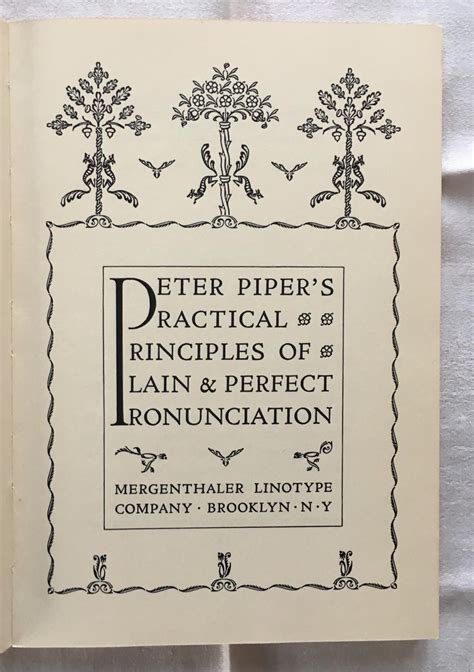 PETER PIPER'S
PRACTICAL
PRINCIPLES OF
PLAIN & PERFECT
PRONUNCIATION
MERGENTHALER LINOTYPE
COMPANY · BROOKLYN · N · Y